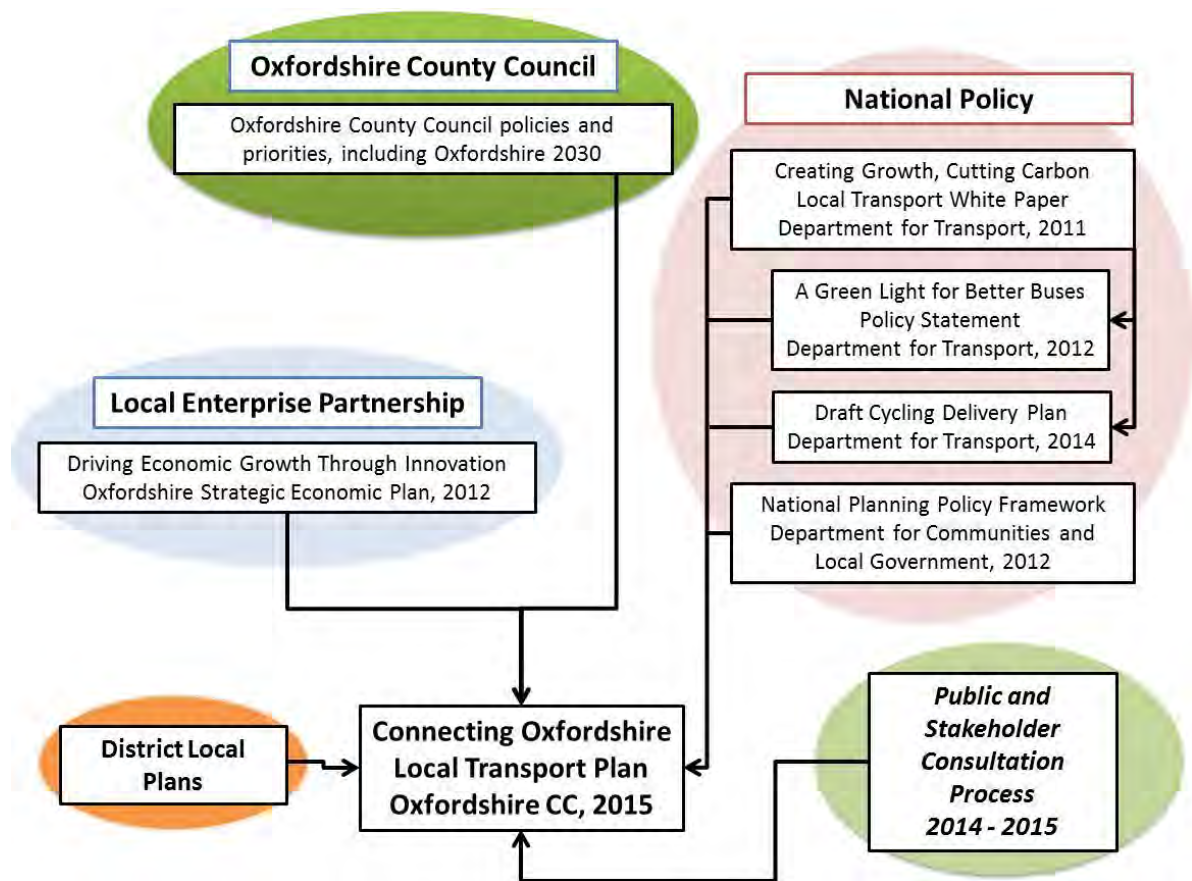 Oxfordshire County Council
Oxfordshire County Council policies and
priorities, including Oxfordshire 2030
National Policy
Creating Growth, Cutting Carbon
Local Transport White Paper
Department for Transport, 2011
A Green Light for Better Buses
Policy Statement
Department for Transport, 2012
Draft Cycling Delivery Plan
Department for Transport, 2014
National Planning Policy Framework
Department for Communities and
Local Government, 2012
Local Enterprise Partnership
Driving Economic Growth Through Innovation
Oxfordshire Strategic Economic Plan, 2012
District Local
Plans
Connecting Oxfordshire
Local Transport Plan
Oxfordshire CC, 2015
Public and
Stakeholder
Consultation
Process
2014 - 2015